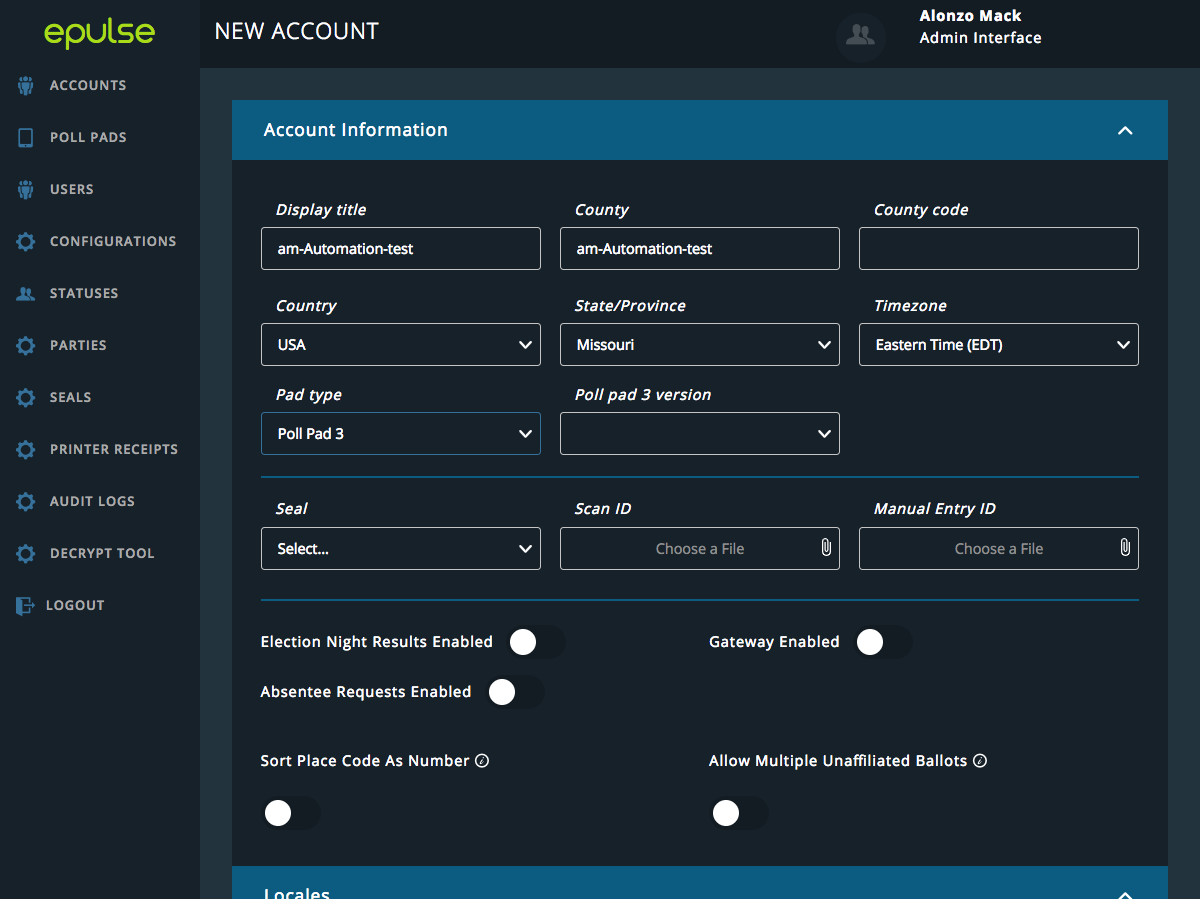 epulse
NEW ACCOUNT
Alonzo Mack
Admin Interface
ACCOUNTS
POLL PADS
USERS
CONFIGURATIONS
STATUSES
PARTIES
SEALS
PRINTER RECEIPTS
AUDIT LOGS
DECRYPT TOOL
LOGOUT
Account Information
Display title County County code
am-Automation-test am-Automation-test
Country State/Province Timezone
USA Missouri Eastern Time (EDT)
Pad type Poll pad 3 version
Poll Pad 3
Seal Scan ID Manual Entry ID
Select... Choose a File Choose a File
Election Night Results Enabled Gateway Enabled
Absentee Requests Enabled
Sort Place Code As Number Allow Multiple Unaffiliated Ballots
Locales